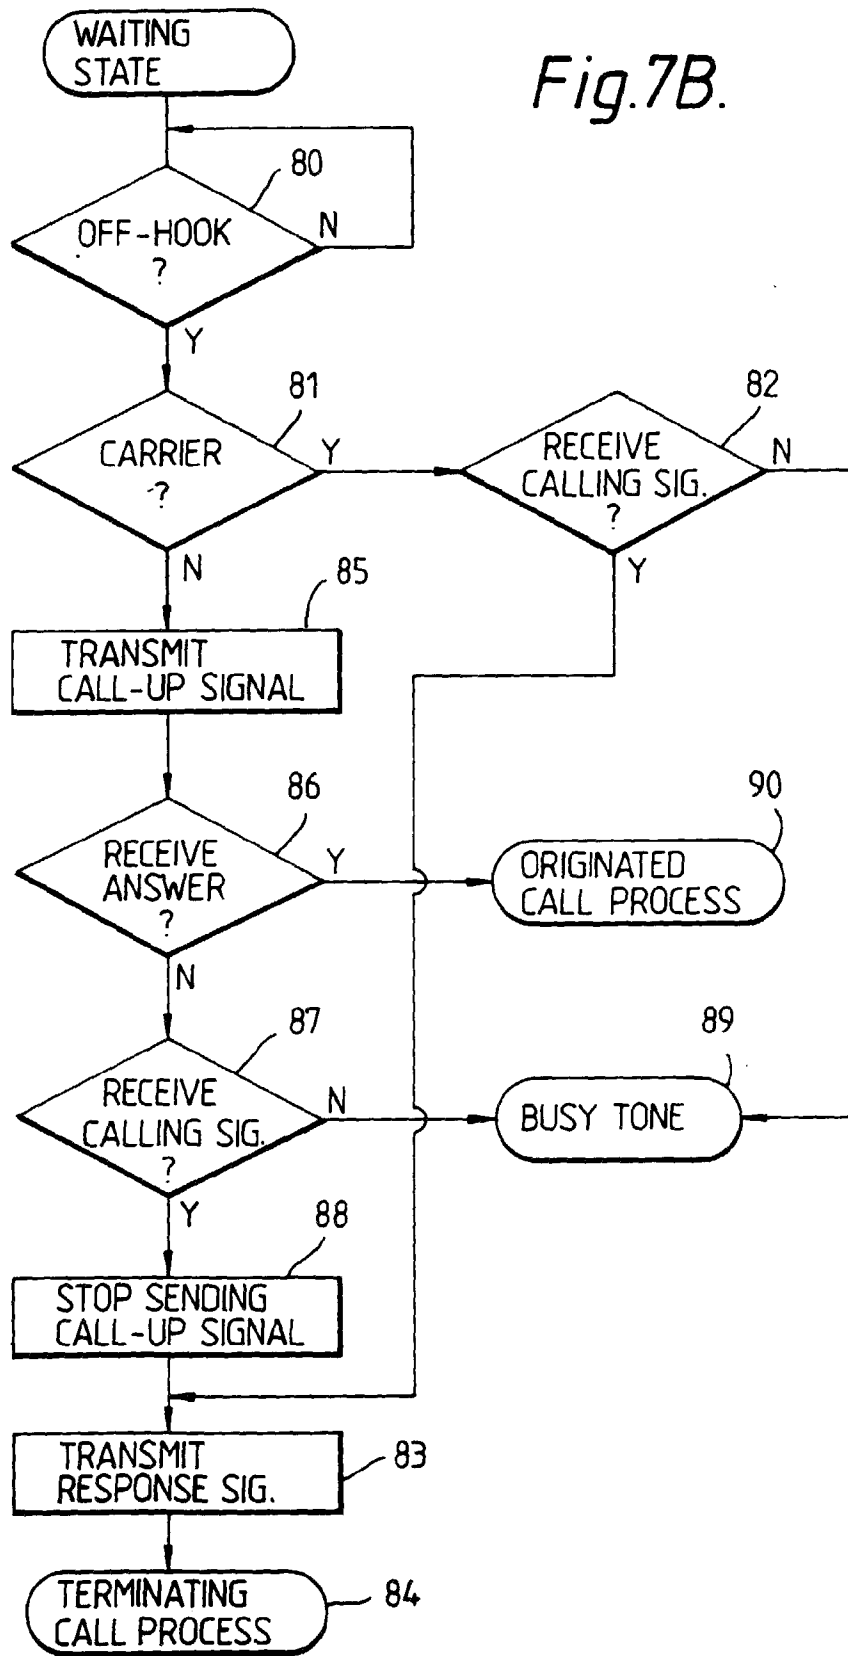 WAITING
STATE
Fig.7B.
80
OFF-HOOK
?
N
Y
81
CARRIER
?
Y
N
82
RECEIVE
CALLING SIG.
?
N
Y
85
TRANSMIT
CALL-UP SIGNAL
86
RECEIVE
ANSWER
?
Y
N
90
ORIGINATED
CALL PROCESS
87
RECEIVE
CALLING SIG.
?
N
Y
89
BUSY TONE
88
STOP SENDING
CALL-UP SIGNAL
TRANSMIT
RESPONSE SIG.
83
TERMINATING
CALL PROCESS
84